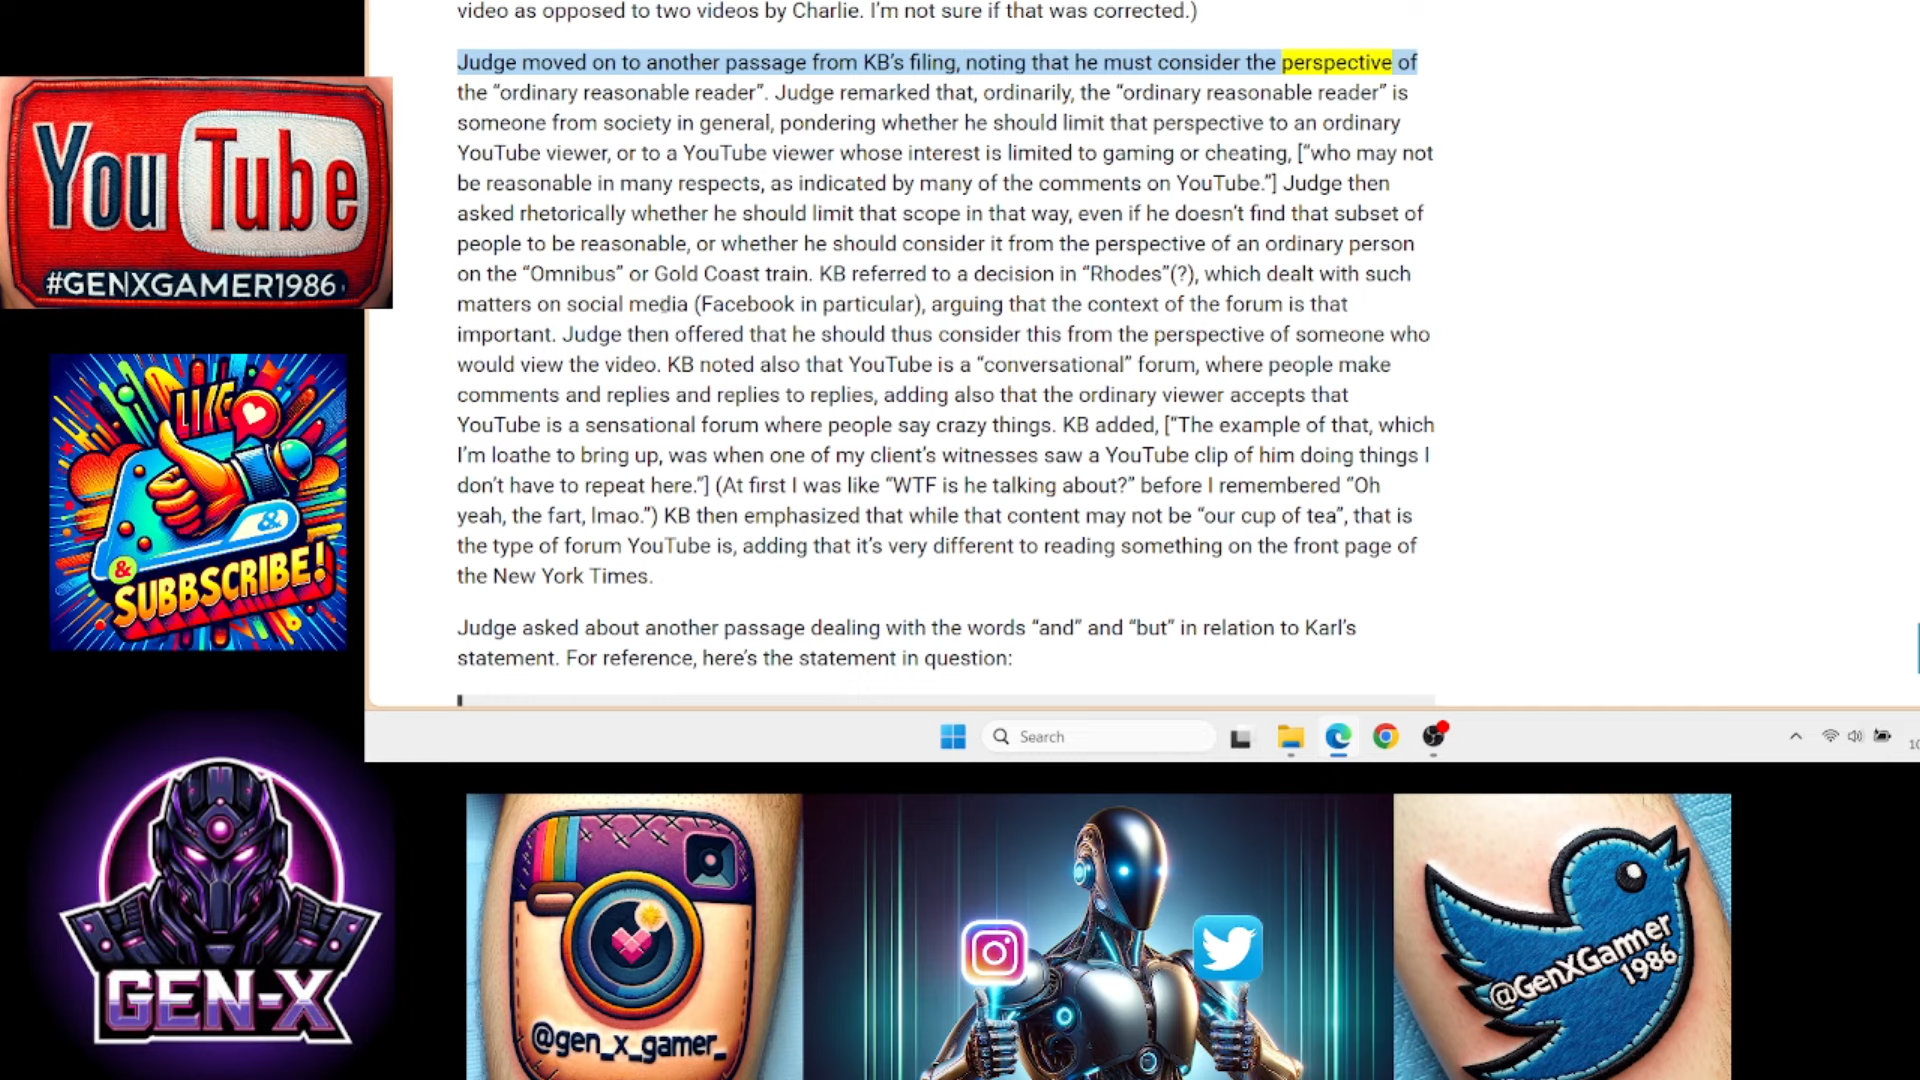 video as opposed to two videos by Charlie. I'm not sure if that was corrected.)
Judge moved on to another passage from KB's filing, noting that he must consider the perspective of
the “ordinary reasonable reader”. Judge remarked that, ordinarily, the “ordinary reasonable reader” is
someone from society in general, pondering whether he should limit that perspective to an ordinary
YouTube viewer, or to a YouTube viewer whose interest is limited to gaming or cheating, [“who may not
be reasonable in many respects, as indicated by many of the comments on YouTube.”] Judge then
asked rhetorically whether he should limit that scope in that way, even if he doesn't find that subset of
people to be reasonable, or whether he should consider it from the perspective of an ordinary person
on the “Omnibus” or Gold Coast train. KB referred to a decision in “Rhodes”(?), which dealt with such
matters on social media (Facebook in particular), arguing that the context of the forum is that
important. Judge then offered that he should thus consider this from the perspective of someone who
would view the video. KB noted also that YouTube is a “conversational” forum, where people make
comments and replies and replies to replies, adding also that the ordinary viewer accepts that
YouTube is a sensational forum where people say crazy things. KB added, [“The example of that, which
I'm loathe to bring up, was when one of my client's witnesses saw a YouTube clip of him doing things I
don't have to repeat here.”] (At first I was like “WTF is he talking about?” before I remembered “Oh
yeah, the fart, lmao.”) KB then emphasized that while that content may not be “our cup of tea”, that is
the type of forum YouTube is, adding that it's very different to reading something on the front page of
the New York Times.
Judge asked about another passage dealing with the words “and” and “but” in relation to Karl's
statement. For reference, here's the statement in question:
Search
10
YouTube
#GENXGAMER1986
LIKE
&
& SUBBSCRIBE!
GEN-X
@gen_x_gamer_
@GenXGamer
1986